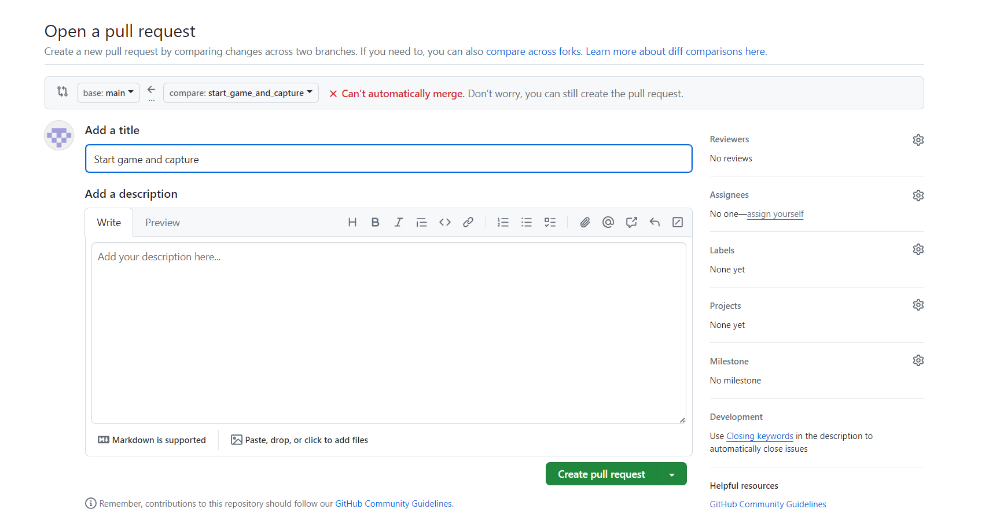 Open a pull request
Create a new pull request by comparing changes across two branches. If you need to, you can also compare across forks. Learn more about diff comparisons here.
base: main
...
compare: start_game_and_capture
Can’t automatically merge. Don’t worry, you can still create the pull request.
Add a title
Start game and capture
Add a description
Write
Preview
Add your description here...
Markdown is supported
Paste, drop, or click to add files
Create pull request
Remember, contributions to this repository should follow our GitHub Community Guidelines.
Reviewers
No reviews
Assignees
No one—assign yourself
Labels
None yet
Projects
None yet
Milestone
No milestone
Development
Use Closing keywords in the description to
automatically close issues
Helpful resources
GitHub Community Guidelines